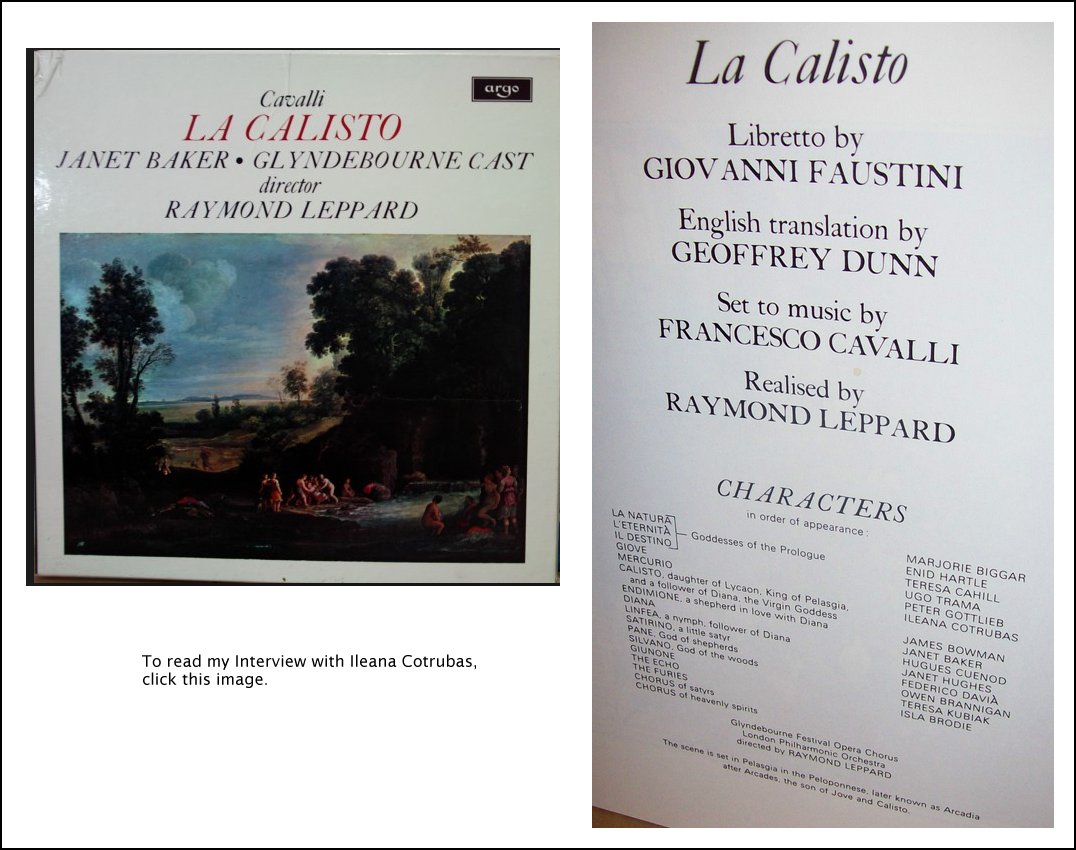 argo
Cavalli
LA CALISTO
JANET BAKER • GLYNDEBOURNE CAST
director
RAYMOND LEPPARD
To read my Interview with Ileana Cotrubas,
click this image.
La Calisto
Libretto by
GIOVANNI FAUSTINI
English translation by
GEOFFREY DUNN
Set to music by
FRANCESCO CAVALLI
Realised by
RAYMOND LEPPARD
CHARACTERS
in order of appearance:
LA NATURA
L'ETERNITÀ
IL DESTINO
Goddesses of the Prologue
GIOVE
MERCURIO
CALISTO, daughter of Lycaon, King of Pelasgia,
and a follower of Diana, the Virgin Goddess
ENDIMIONE, a shepherd in love with Diana
DIANA
LINFEA, a nymph, follower of Diana
SATIRINO, a little satyr
PANE, God of shepherds
SILVANO, God of the woods
GIUNONE
THE ECHO
THE FURIES
CHORUS of satyrs
CHORUS of heavenly spirits
MARJORIE BIGGAR
ENID HARTLE
TERESA CAHILL
UGO TRAMA
PETER GOTTLIEB
ILEANA COTRUBAS
JAMES BOWMAN
JANET BAKER
HUGUES CUENOD
JANET HUGHES
FEDERICO DAVIÀ
OWEN BRANNIGAN
TERESA KUBIAK
ISLA BRODIE
Glyndebourne Festival Opera Chorus
London Philharmonic Orchestra
directed by RAYMOND LEPPARD
The scene is set in Pelasgia in the Peloponnese, later known as Arcadia
after Arcades, the son of Jove and Calisto.